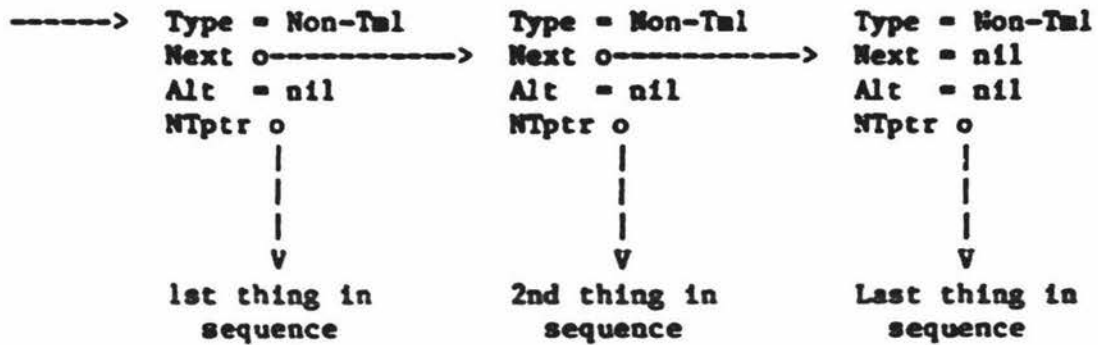 ------> Type = Non-Tml Type = Non-Tml Type = Non-Tml
Next o-----------> Next o-----------> Next = nil
Alt = nil Alt = nil Alt = nil
NTptr o NTptr o NTptr o
| | |
| | |
| | |
| | |
V V V
1st thing in 2nd thing in Last thing in
sequence sequence sequence